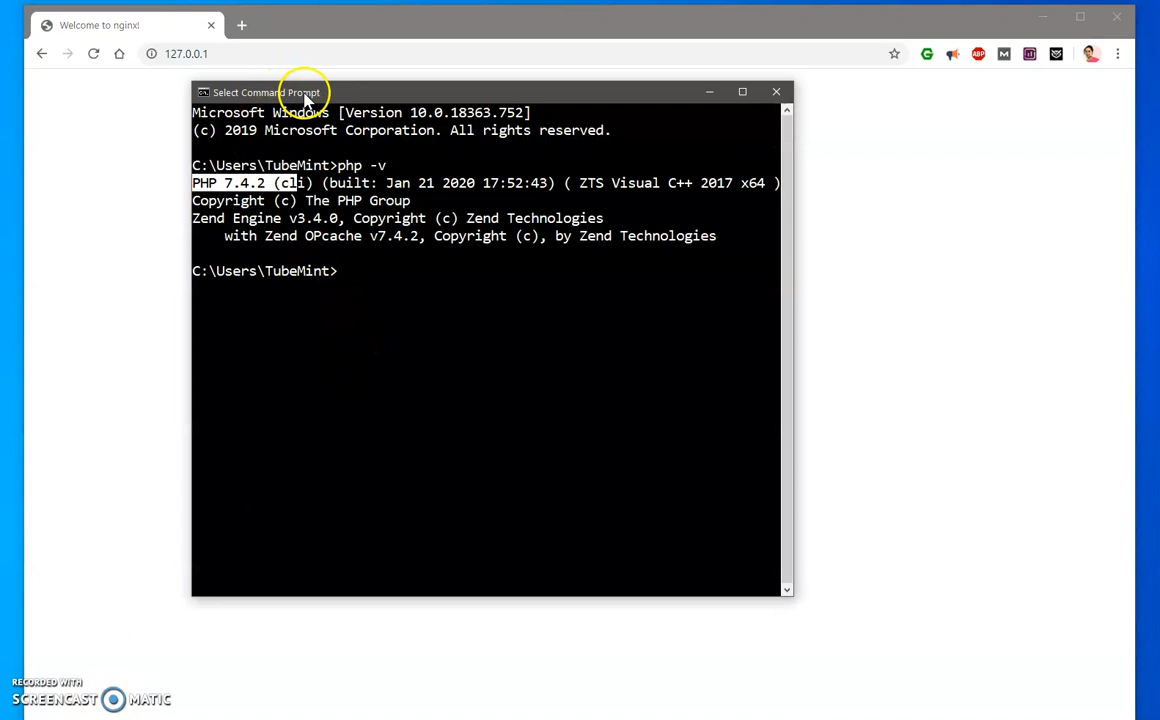 Welcome to nginx!
127.0.0.1
ABP
M
Select Command Prompt
Microsoft Windows [Version 10.0.18363.752]
(c) 2019 Microsoft Corporation. All rights reserved.
C:\Users\TubeMint>php -v
PHP 7.4.2 (cli) (built: Jan 21 2020 17:52:43) ( ZTS Visual C++ 2017 x64 )
Copyright (c) The PHP Group
Zend Engine v3.4.0, Copyright (c) Zend Technologies
    with Zend OPcache v7.4.2, Copyright (c), by Zend Technologies
C:\Users\TubeMint>
RECORDED WITH
SCREENCAST MATIC